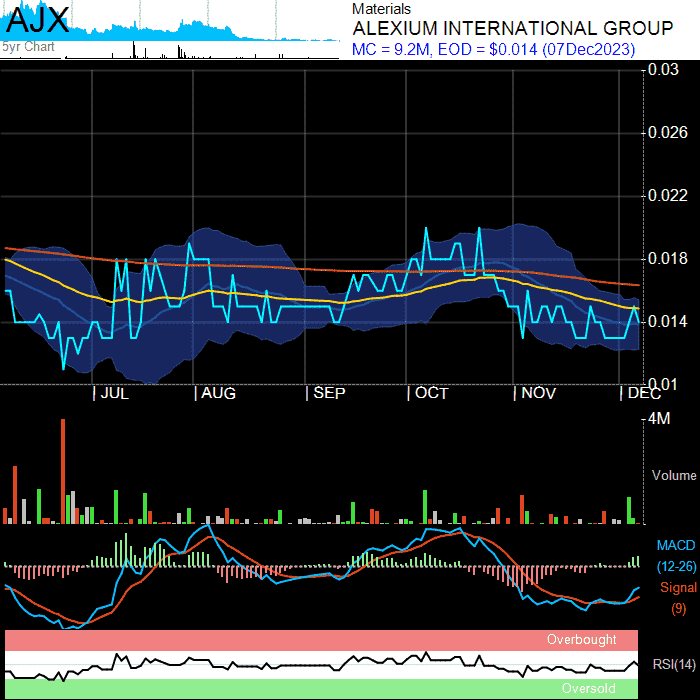 AJX
5yr Chart
Materials
ALEXIUM INTERNATIONAL GROUP
MC = 9.2M, EOD = $0.014 (07Dec2023)
0.03
0.026
0.022
0.018
0.014
0.01
JUL AUG SEP OCT NOV DEC
4M
Volume
MACD
(12-26)
Signal
(9)
Overbought
RSI(14)
Oversold